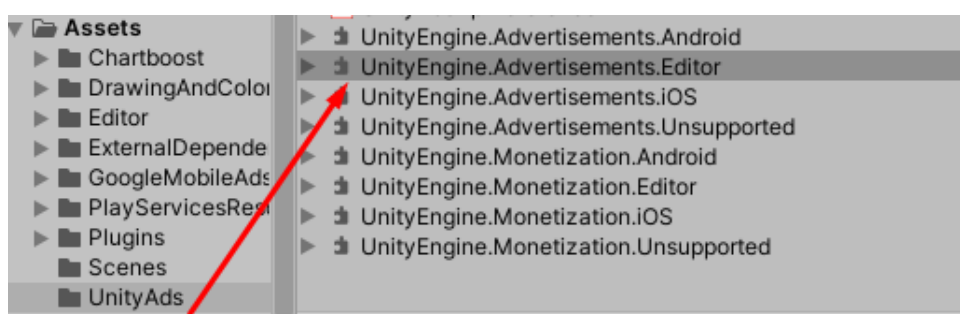 Assets
Chartboost
DrawingAndColo
Editor
ExternalDepende
GoogleMobileAds
PlayServicesRes
Plugins
Scenes
UnityAds
UnityEngine.Advertisements.Android
UnityEngine.Advertisements.Editor
UnityEngine.Advertisements.iOS
UnityEngine.Advertisements.Unsupported
UnityEngine.Monetization.Android
UnityEngine.Monetization.Editor
UnityEngine.Monetization.iOS
UnityEngine.Monetization.Unsupported